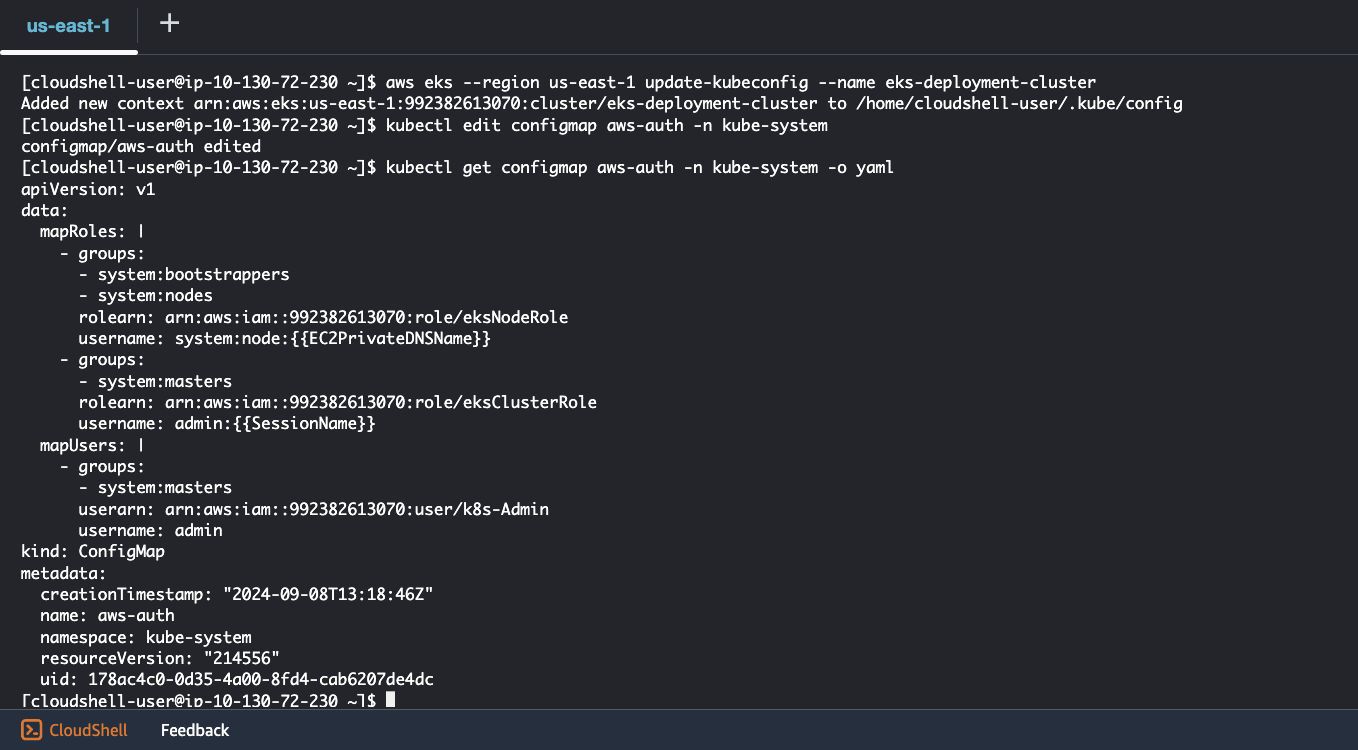 us-east-1 +
[cloudshell-user@ip-10-130-72-230 ~]$ aws eks --region us-east-1 update-kubeconfig --name eks-deployment-cluster
Added new context arn:aws:eks:us-east-1:992382613070:cluster/eks-deployment-cluster to /home/cloudshell-user/.kube/config
[cloudshell-user@ip-10-130-72-230 ~]$ kubectl edit configmap aws-auth -n kube-system
configmap/aws-auth edited
[cloudshell-user@ip-10-130-72-230 ~]$ kubectl get configmap aws-auth -n kube-system -o yaml
apiVersion: v1
data:
  mapRoles: |
    - groups:
      - system:bootstrappers
      - system:nodes
      rolearn: arn:aws:iam::992382613070:role/eksNodeRole
      username: system:node:{{EC2PrivateDNSName}}
    - groups:
      - system:masters
      rolearn: arn:aws:iam::992382613070:role/eksClusterRole
      username: admin:{{SessionName}}
  mapUsers: |
    - groups:
      - system:masters
      userarn: arn:aws:iam::992382613070:user/k8s-Admin
      username: admin
kind: ConfigMap
metadata:
  creationTimestamp: "2024-09-08T13:18:46Z"
  name: aws-auth
  namespace: kube-system
  resourceVersion: "214556"
  uid: 178ac4c0-0d35-4a00-8fd4-cab6207de4dc
[cloudshell-user@ip-10-130-72-230 ~]$
CloudShell Feedback